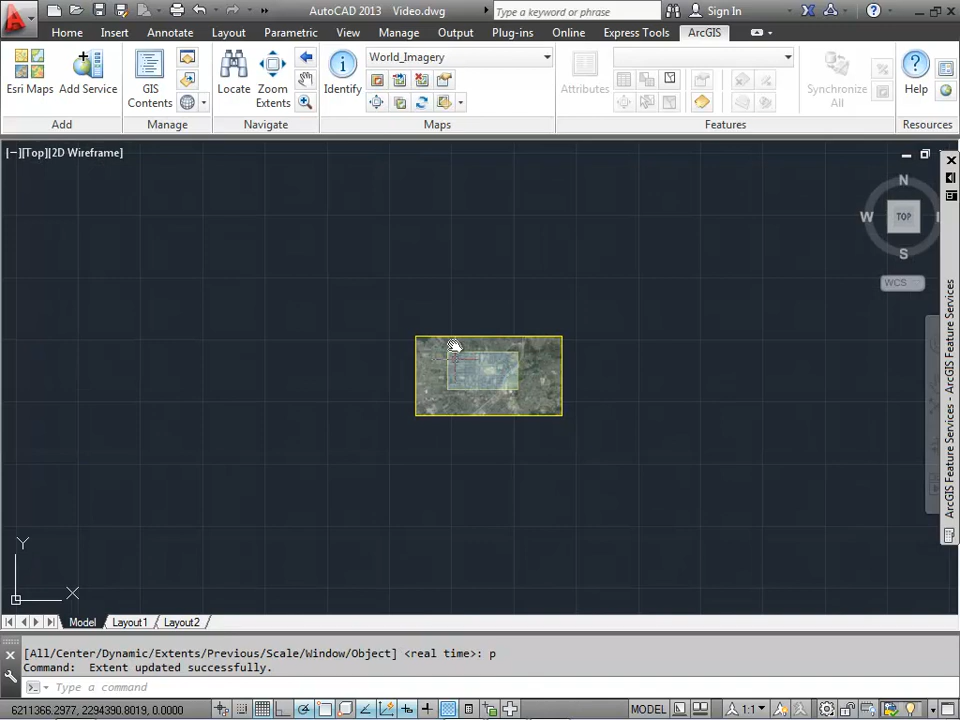 AutoCAD 2013 Video.dwg
Type a keyword or phrase
Sign In
Home Insert Annotate Layout Parametric View Manage Output Plug-ins Online Express Tools ArcGIS
World_Imagery
Esri Maps
Add Service
GIS Contents
Locate
Zoom Extents
Identify
Attributes
Synchronize All
Help
Add
Manage
Navigate
Maps
Features
Resources
[−][Top][2D Wireframe]
N
W
TOP
S
WCS
ArcGIS Feature Services - ArcGIS Feature Services
Y
X
Model Layout1 Layout2
[All/Center/Dynamic/Extents/Previous/Scale/Window/Object] <real time>: p
Command: Extent updated successfully.
Type a command
6211366.2977, 2294390.8019, 0.0000
MODEL
1:1